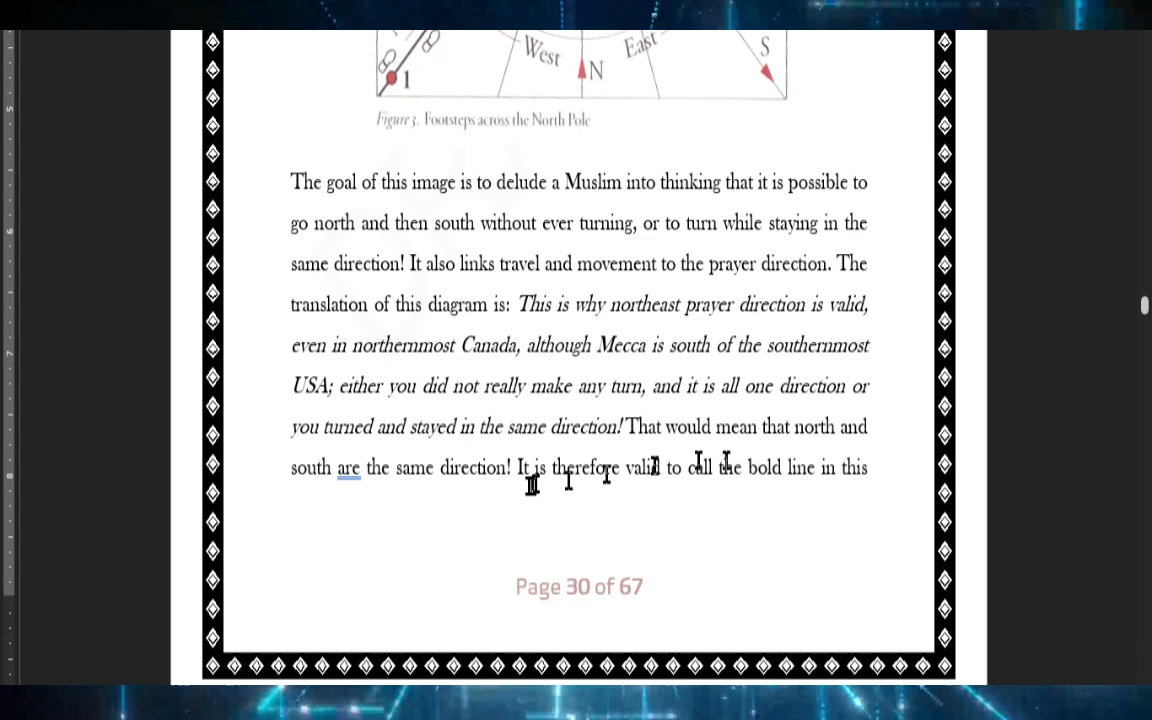 West
N
East
S
1
Figure 3. Footsteps across the North Pole
The goal of this image is to delude a Muslim into thinking that it is possible to
go north and then south without ever turning, or to turn while staying in the
same direction! It also links travel and movement to the prayer direction. The
translation of this diagram is: This is why northeast prayer direction is valid,
even in northernmost Canada, although Mecca is south of the southernmost
USA; either you did not really make any turn, and it is all one direction or
you turned and stayed in the same direction! That would mean that north and
south are the same direction! It is therefore valid to call the bold line in this
Page 30 of 67
5
6
7
8